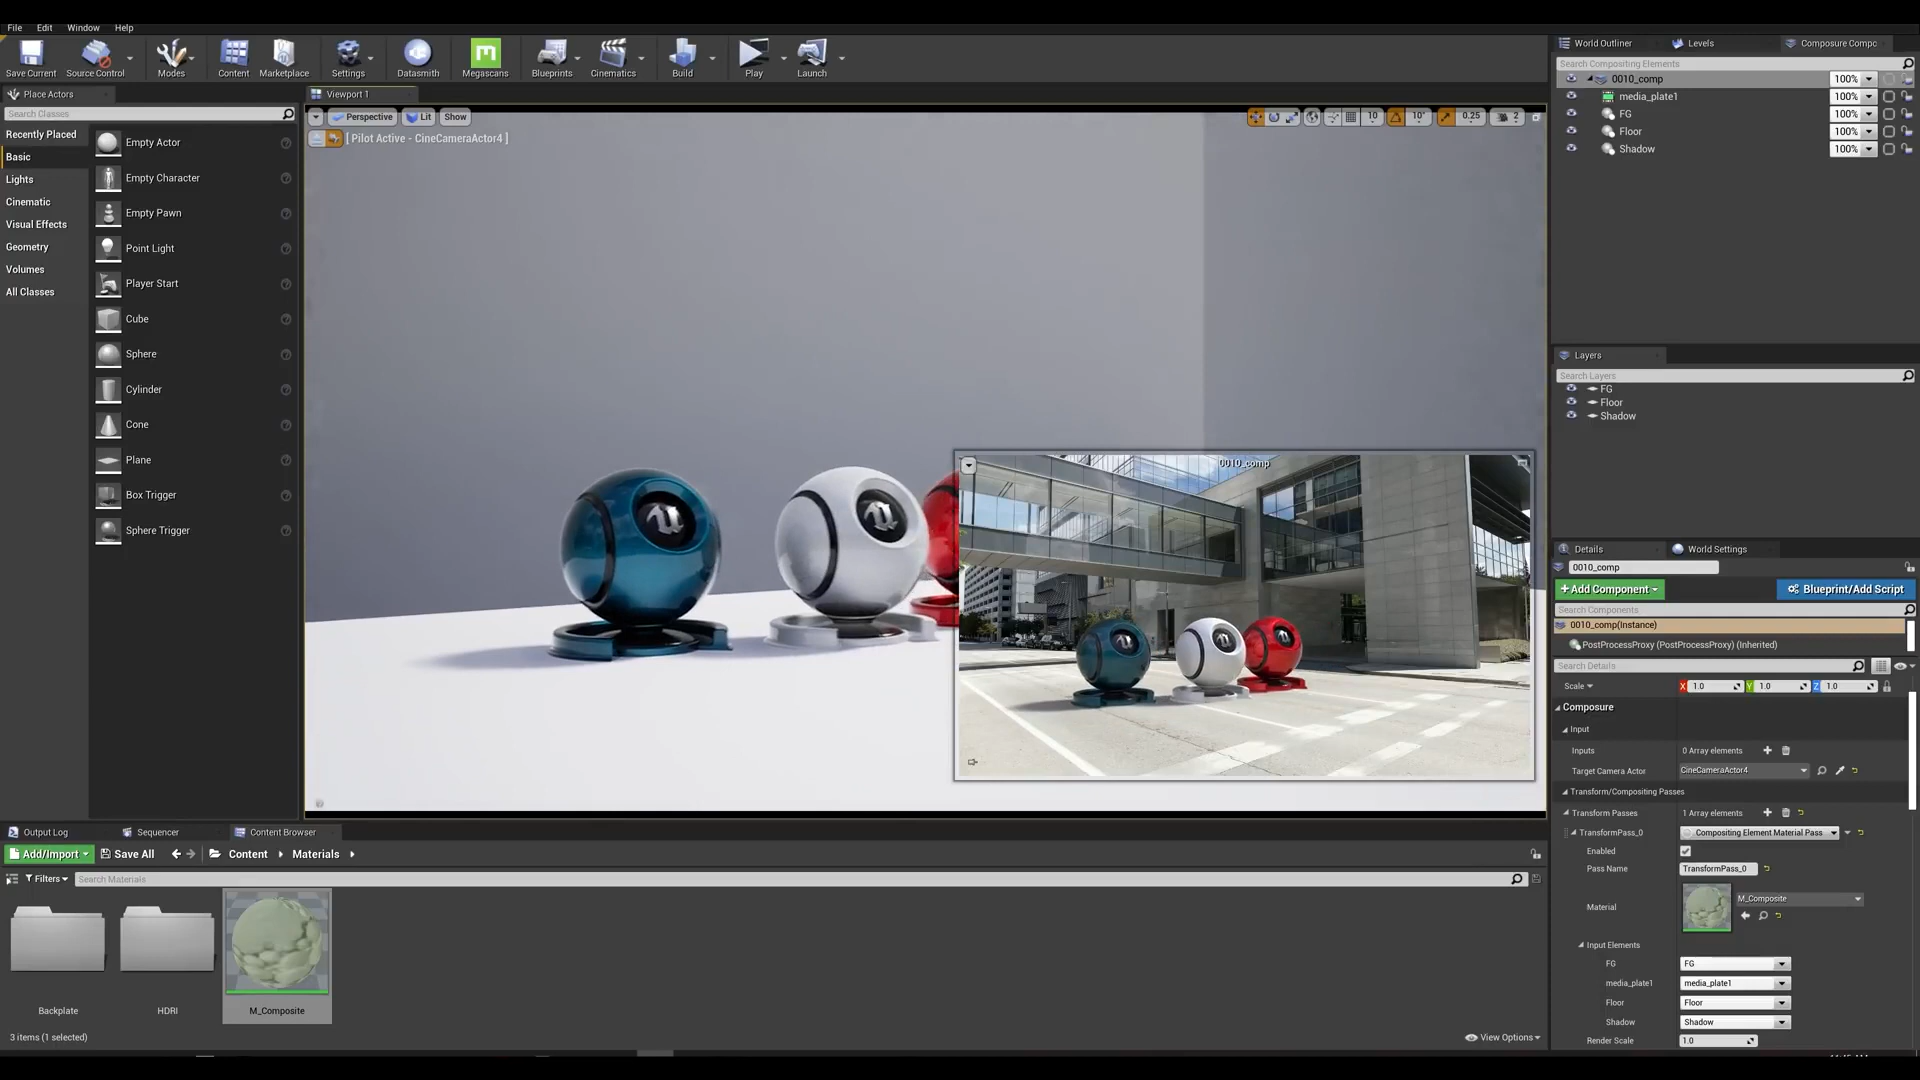 File Edit Window Help
Save Current
Source Control
Modes
Content
Marketplace
Settings
Datasmith
Megascans
Blueprints
Cinematics
Build
Play
Launch
World Outliner
Levels
Composure Compc
Search Compositing Elements
0010_comp 100%
media_plate1 100%
FG 100%
Floor 100%
Shadow 100%
Place Actors
Search Classes
Recently Placed
Basic
Lights
Cinematic
Visual Effects
Geometry
Volumes
All Classes
Empty Actor
Empty Character
Empty Pawn
Point Light
Player Start
Cube
Sphere
Cylinder
Cone
Plane
Box Trigger
Sphere Trigger
Viewport 1
Perspective Lit Show
10 10° 0.25 2
[ Pilot Active - CineCameraActor4 ]
0010_comp
Layers
Search Layers
FG
Floor
Shadow
Details
World Settings
0010_comp
+Add Component
Blueprint/Add Script
Search Components
0010_comp(Instance)
PostProcessProxy (PostProcessProxy) (Inherited)
Search Details
Scale X 1.0 Y 1.0 Z 1.0
Composure
Input
Inputs 0 Array elements
Target Camera Actor CineCameraActor4
Transform/Compositing Passes
Transform Passes 1 Array elements
TransformPass_0 Compositing Element Material Pass
Enabled
Pass Name TransformPass_0
Material M_Composite
Input Elements
FG FG
media_plate1 media_plate1
Floor Floor
Shadow Shadow
Render Scale 1.0
Output Log
Sequencer
Content Browser
Add/Import Save All Content Materials
Filters Search Materials
Backplate
HDRI
M_Composite
3 items (1 selected)
View Options